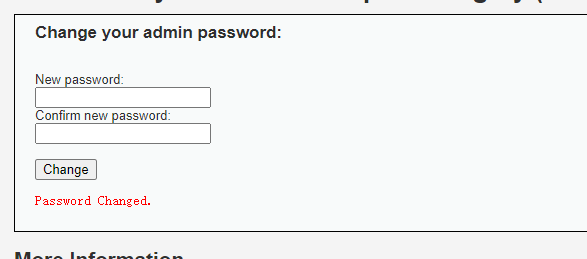 Change your admin password:
New password:
Confirm new password:
Change
Password Changed.
More Information